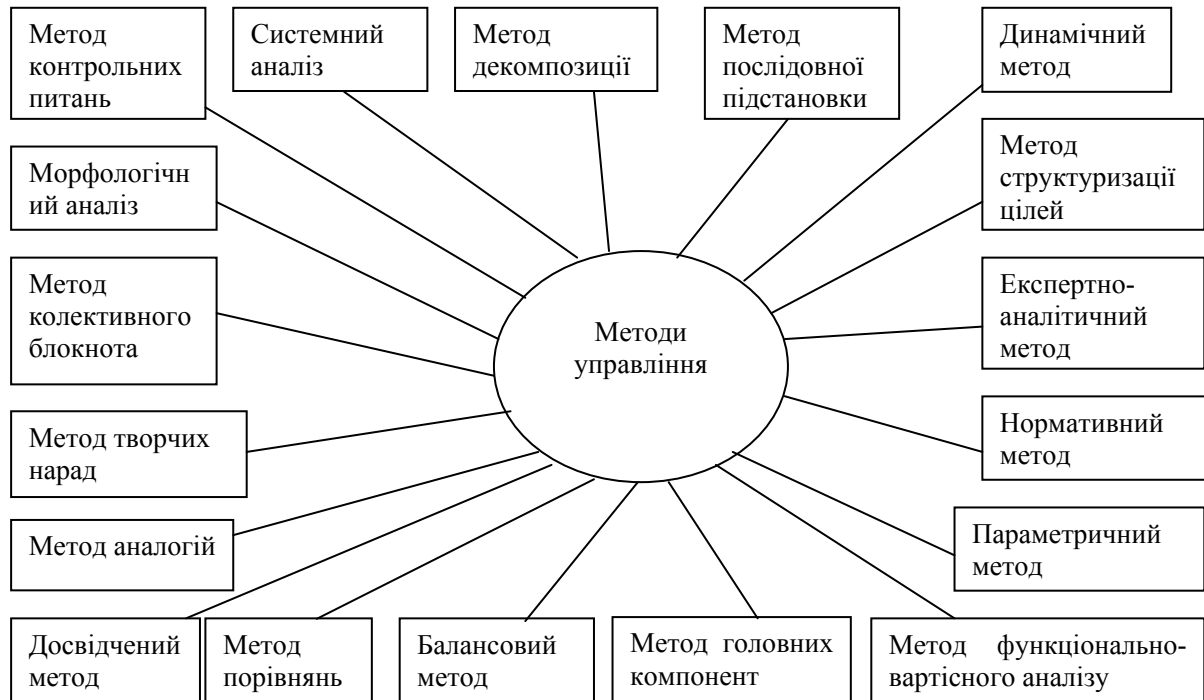 Метод
контрольних
питань
Системний
аналіз
Метод
декомпозиції
Метод
послідовної
підстановки
Динамічний
метод
Морфологічн
ий аналіз
Метод
структуризації
цілей
Метод
колективного
блокнота
Методи
управління
Експертно-
аналітичний
метод
Метод творчих
нарад
Нормативний
метод
Метод аналогій
Параметричний
метод
Досвідчений
метод
Метод
порівнянь
Балансовий
метод
Метод головних
компонент
Метод функціонально-
вартісного аналізу